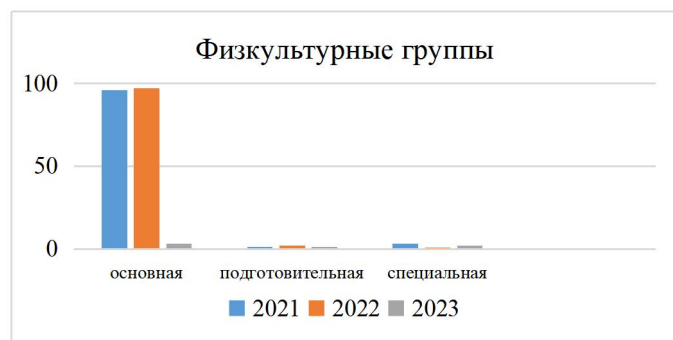 Физкультурные группы
100
50
0
основная подготовительная специальная
2021 2022 2023